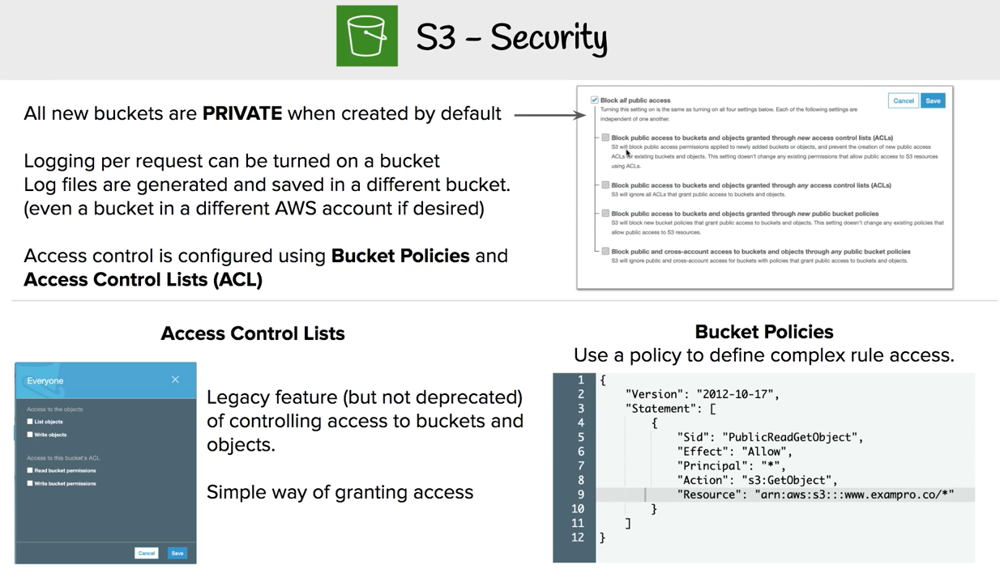 S3 – Security
All new buckets are PRIVATE when created by default
Logging per request can be turned on a bucket
Log files are generated and saved in a different bucket.
(even a bucket in a different AWS account if desired)
Access control is configured using Bucket Policies and
Access Control Lists (ACL)
Block all public access
Turning this setting on is the same as turning on all four settings below. Each of the following settings are
independent of one another.
Cancel
Save
Block public access to buckets and objects granted through new access control lists (ACLs)
S3 will block public access permissions applied to newly added buckets or objects, and prevent the creation of new public access
ACLs for existing buckets and objects. This setting doesn't change any existing permissions that allow public access to S3 resources
using ACLs.
Block public access to buckets and objects granted through any access control lists (ACLs)
S3 will ignore all ACLs that grant public access to buckets and objects.
Block public access to buckets and objects granted through new public bucket policies
S3 will block new bucket policies that grant public access to buckets and objects. This setting doesn't change any existing policies that
allow public access to S3 resources.
Block public and cross-account access to buckets and objects through any public bucket policies
S3 will ignore public and cross-account access for buckets with policies that grant public access to buckets and objects.
Access Control Lists
Everyone
Access to the objects
List objects
Write objects
Access to this bucket's ACL
Read bucket permissions
Write bucket permissions
Cancel
Save
Legacy feature (but not deprecated)
of controlling access to buckets and
objects.
Simple way of granting access
Bucket Policies
Use a policy to define complex rule access.
1 {
2 "Version": "2012-10-17",
3 "Statement": [
4 {
5 "Sid": "PublicReadGetObject",
6 "Effect": "Allow",
7 "Principal": "*",
8 "Action": "s3:GetObject",
9 "Resource": "arn:aws:s3:::www.exampro.co/*"
10 }
11 ]
12 }